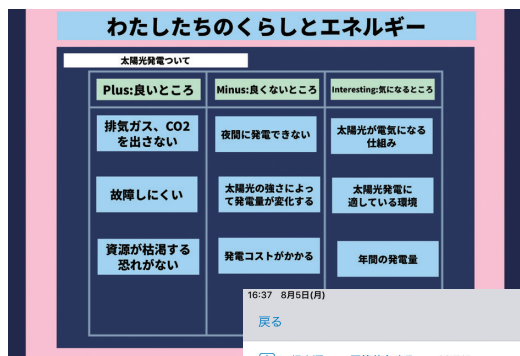 わたしたちのくらしとエネルギー
太陽光発電ついて
Plus:良いところ
Minus:良くないところ
Interesting:気になるところ
排気ガス、CO2
を出さない
夜間に発電できない
太陽光が電気になる
仕組み
故障しにくい
太陽光の強さによっ
て発電量が変化する
太陽光発電に
適している環境
資源が枯渇する
恐れがない
発電コストがかかる
年間の発電量
16:37 8月5日(月)
戻る